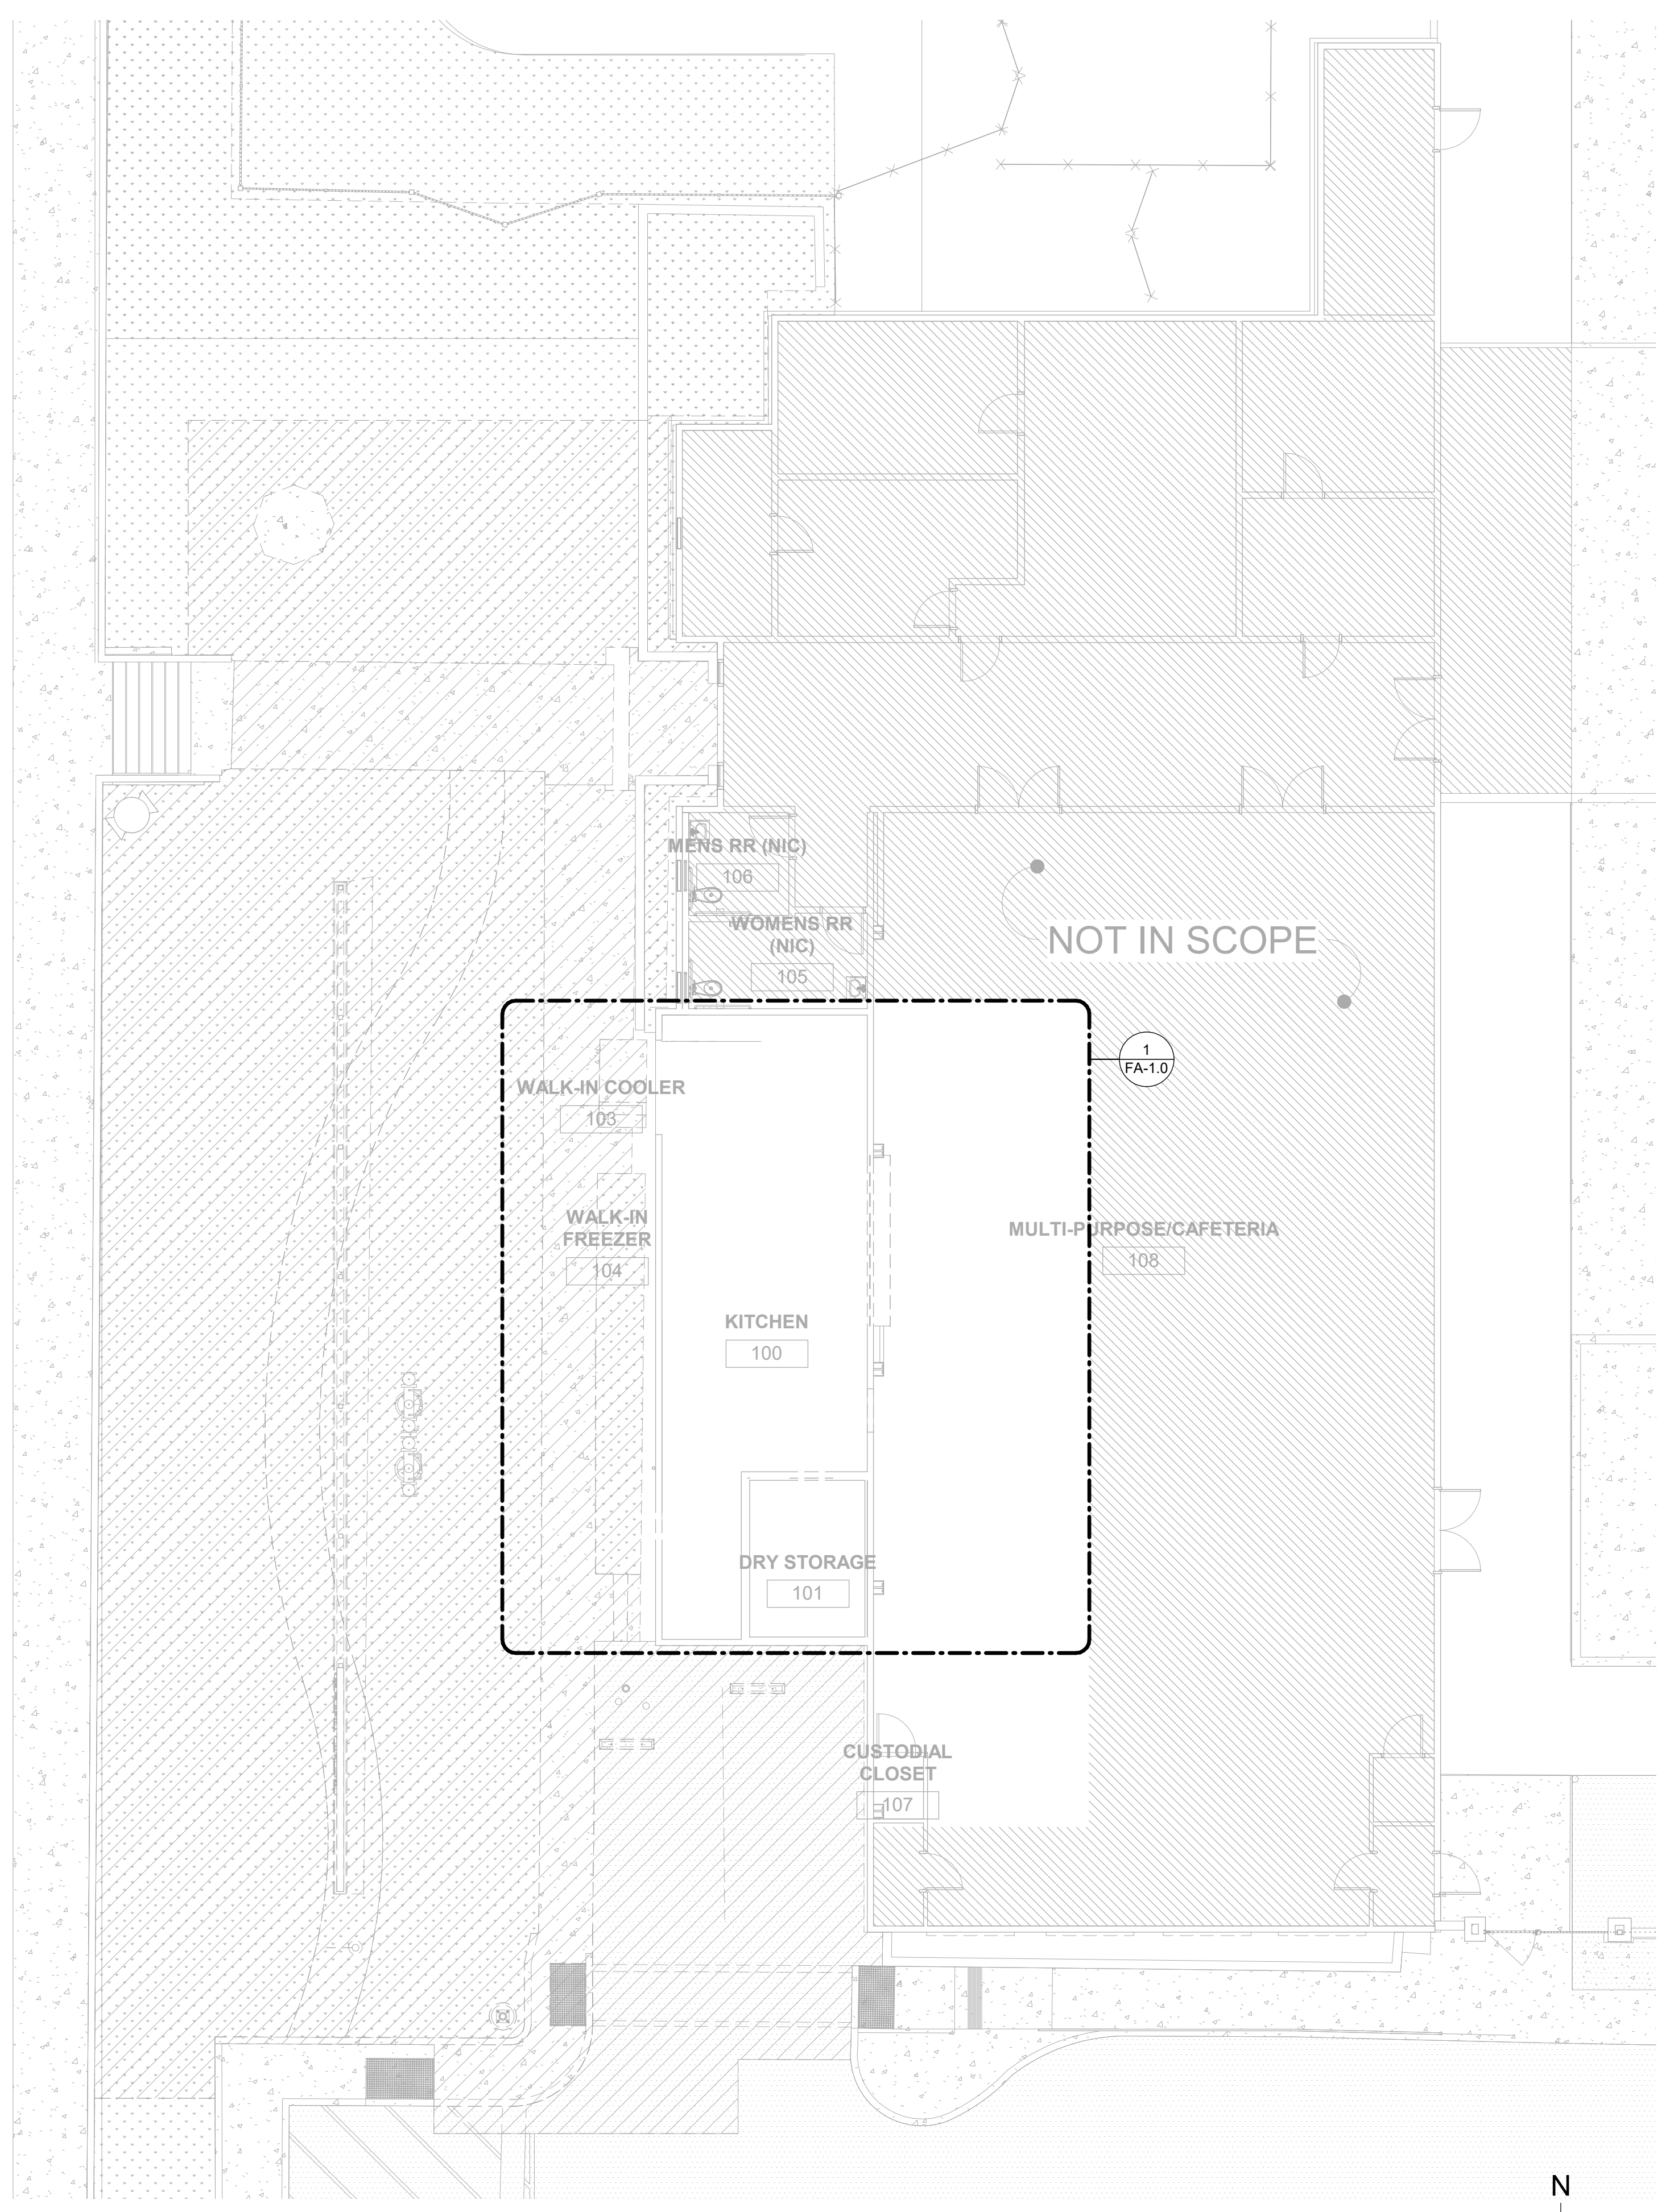 MENS RR (NIC)
106
WOMENS RR
(NIC)
105
NOT IN SCOPE
1
FA-1.0
WALK-IN COOLER
103
WALK-IN
FREEZER
104
MULTI-PURPOSE/CAFETERIA
108
KITCHEN
100
DRY STORAGE
101
CUSTODIAL
CLOSET
107
N